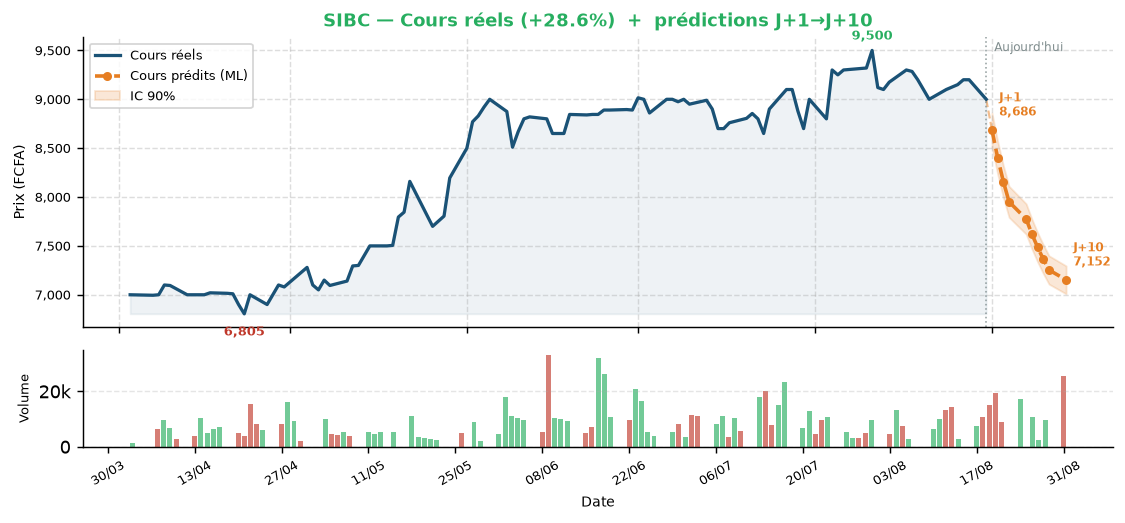 SIBC — Cours réels (+28.6%)  +  prédictions J+1→J+10
9,500
Aujourd'hui
Cours réels
Cours prédits (ML)
IC 90%
J+1
8,686
J+10
7,152
6,805
Prix (FCFA)
9,500
9,000
8,500
8,000
7,500
7,000
Volume
20k
0
30/03
13/04
27/04
11/05
25/05
08/06
22/06
06/07
20/07
03/08
17/08
31/08
Date